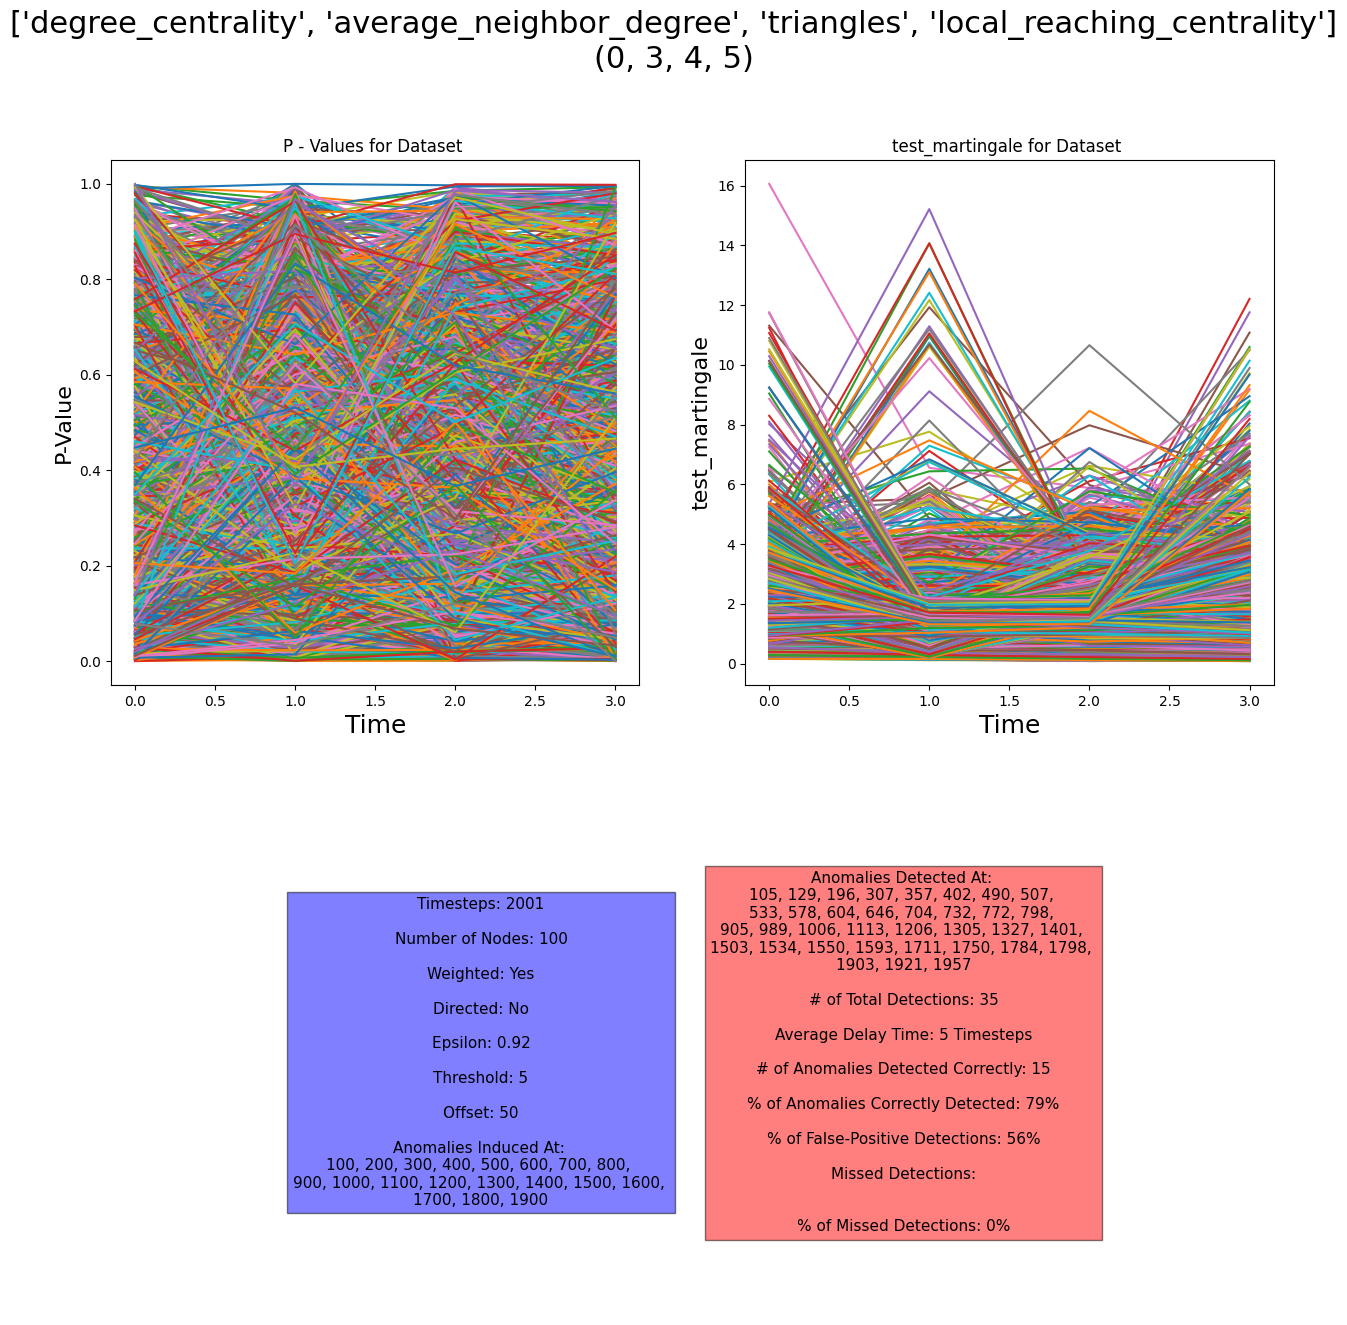 ['degree_centrality', 'average_neighbor_degree', 'triangles', 'local_reaching_centrality']
(0, 3, 4, 5)
P - Values for Dataset
1.0
0.8
0.6
0.4
0.2
0.0
P-Value
0.0 0.5 1.0 1.5 2.0 2.5 3.0
Time
test_martingale for Dataset
16
14
12
10
8
6
4
2
0
test_martingale
0.0 0.5 1.0 1.5 2.0 2.5 3.0
Time
Timesteps: 2001
Number of Nodes: 100
Weighted: Yes
Directed: No
Epsilon: 0.92
Threshold: 5
Offset: 50
Anomalies Induced At:
100, 200, 300, 400, 500, 600, 700, 800,
900, 1000, 1100, 1200, 1300, 1400, 1500, 1600,
1700, 1800, 1900
Anomalies Detected At:
105, 129, 196, 307, 357, 402, 490, 507,
533, 578, 604, 646, 704, 732, 772, 798,
905, 989, 1006, 1113, 1206, 1305, 1327, 1401,
1503, 1534, 1550, 1593, 1711, 1750, 1784, 1798,
1903, 1921, 1957
# of Total Detections: 35
Average Delay Time: 5 Timesteps
# of Anomalies Detected Correctly: 15
% of Anomalies Correctly Detected: 79%
% of False-Positive Detections: 56%
Missed Detections:
% of Missed Detections: 0%